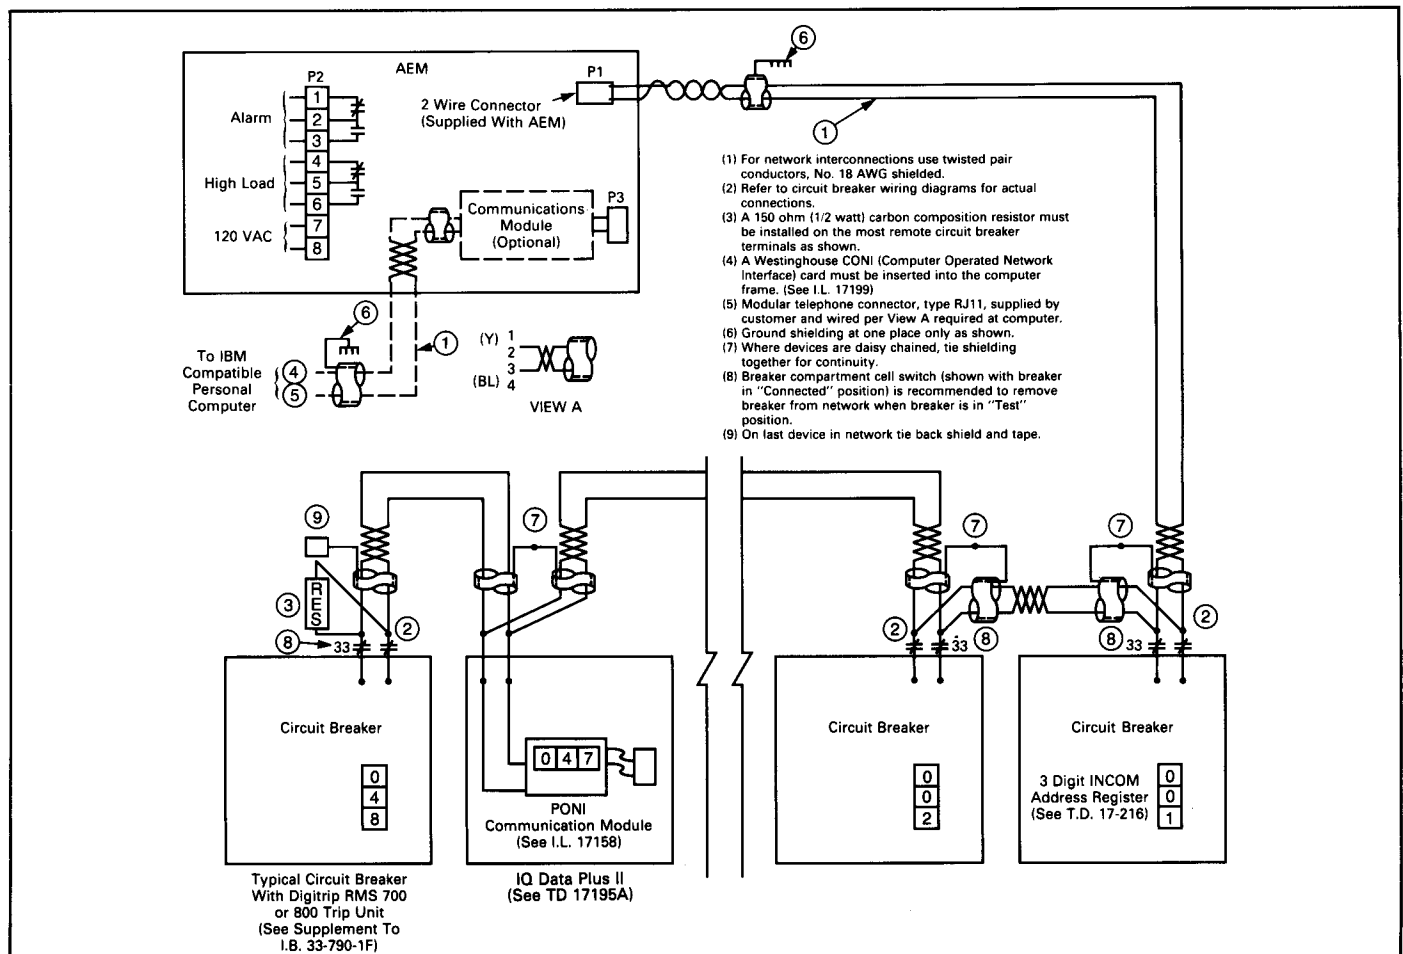 6
AEM
P2
P1
1
2
3
4
5
6
7
8
Alarm
High Load
120 VAC
2 Wire Connector
(Supplied With AEM)
1
Communications
Module
(Optional)
P3
(1) For network interconnections use twisted pair
conductors, No. 18 AWG shielded.
(2) Refer to circuit breaker wiring diagrams for actual
connections.
(3) A 150 ohm (1/2 watt) carbon composition resistor must
be installed on the most remote circuit breaker
terminals as shown.
(4) A Westinghouse CONI (Computer Operated Network
Interface) card must be inserted into the computer
frame. (See I.L. 17199)
(5) Modular telephone connector, type RJ11, supplied by
customer and wired per View A required at computer.
(6) Ground shielding at one place only as shown.
(7) Where devices are daisy chained, tie shielding
together for continuity.
(8) Breaker compartment cell switch (shown with breaker
in "Connected" position) is recommended to remove
breaker from network when breaker is in "Test"
position.
(9) On last device in network tie back shield and tape.
6
1
To IBM
Compatible
Personal
Computer
4
5
(Y) 1
2
3
(BL) 4
VIEW A
9
7
7
7
RES
3
2
8
33
2
33
8
8
33
2
Circuit Breaker
0
4
8
0 4 7
PONI
Communication Module
(See I.L. 17158)
Circuit Breaker
0
0
2
Circuit Breaker
3 Digit INCOM
Address Register
(See T.D. 17-216)
0
0
1
Typical Circuit Breaker
With Digitrip RMS 700
or 800 Trip Unit
(See Supplement To
I.B. 33-790-1F)
IQ Data Plus II
(See TD 17195A)